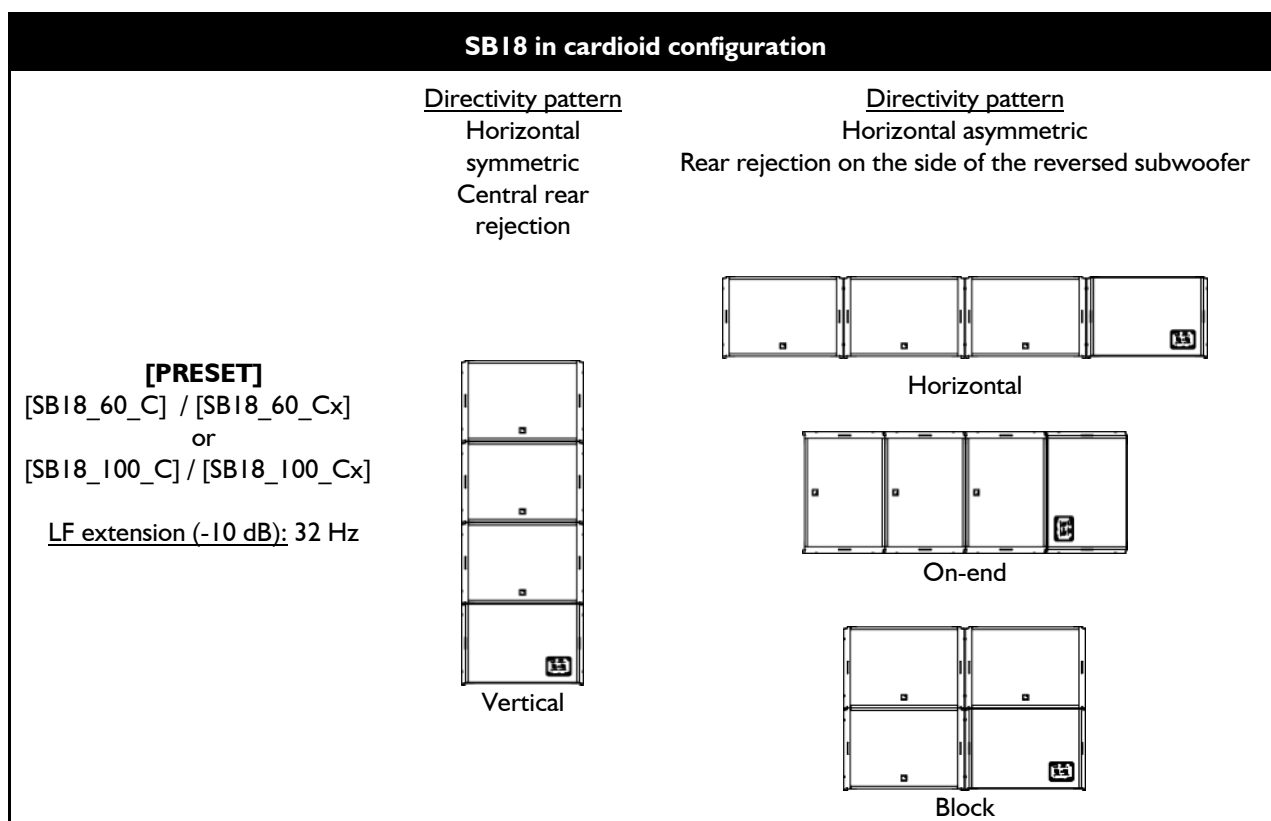 SB18 in cardioid configuration
Directivity pattern
Horizontal
symmetric
Central rear
rejection
Directivity pattern
Horizontal asymmetric
Rear rejection on the side of the reversed subwoofer
[PRESET]
[SB18_60_C] / [SB18_60_Cx]
or
[SB18_100_C] / [SB18_100_Cx]
LF extension (-10 dB): 32 Hz
Vertical
Horizontal
On-end
Block